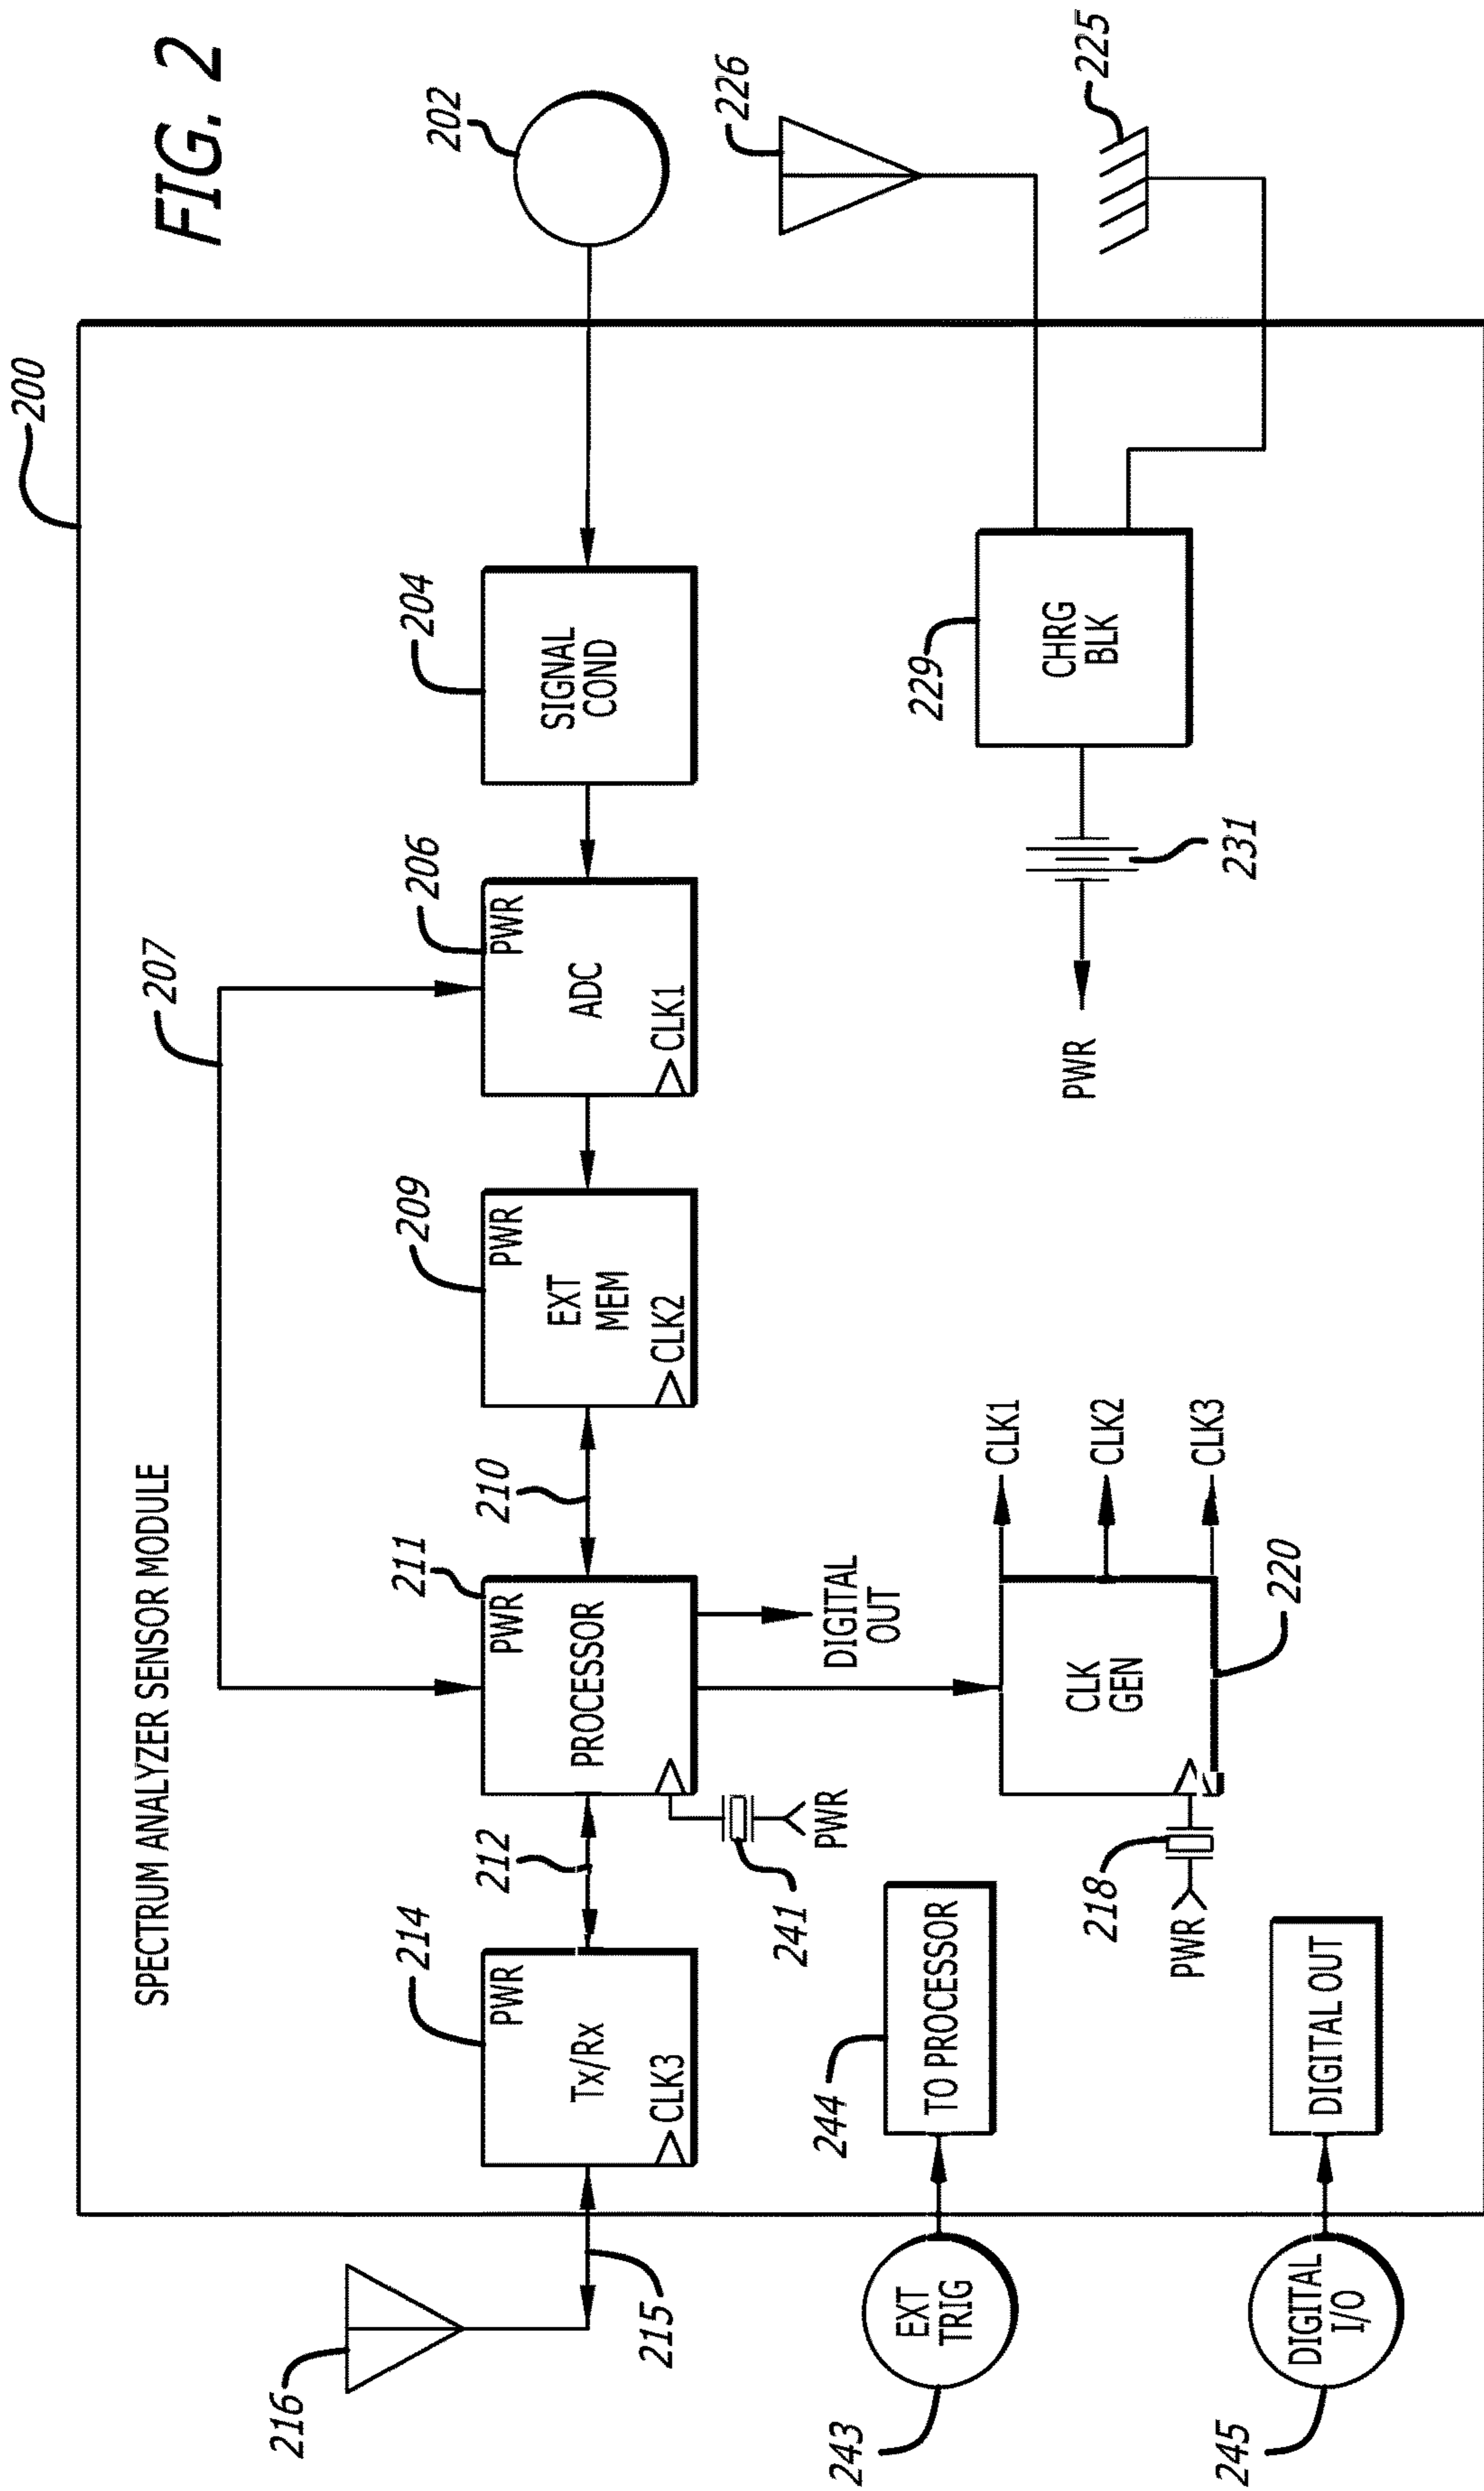 FIG. 2
SPECTRUM ANALYZER SENSOR MODULE
200
207
216
215
214
PWR
Tx/Rx
CLK3
212
211
PWR
PROCESSOR
210
209
PWR
EXT
MEM
CLK2
206
PWR
ADC
CLK1
204
SIGNAL
COND
202
241
PWR
DIGITAL
OUT
243
EXT
TRIG
244
TO PROCESSOR
218
PWR
CLK
GEN
220
CLK1
CLK2
CLK3
245
DIGITAL
I/O
DIGITAL OUT
PWR
231
229
CHRG
BLK
226
225